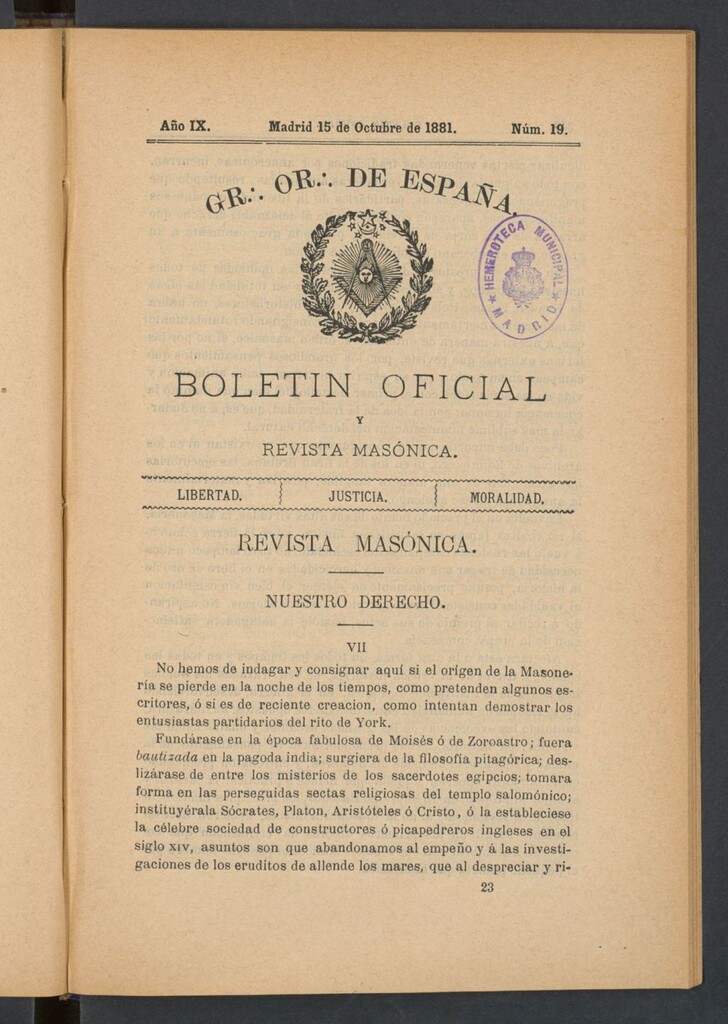 Año IX. Madrid 15 de Octubre de 1881. Núm. 19.
GR.·. OR.·. DE ESPAÑA.
HEMEROTECA MUNICIPAL
★ MADRID ★
BOLETIN OFICIAL
Y
REVISTA MASÓNICA.
LIBERTAD. JUSTICIA. MORALIDAD.
REVISTA MASÓNICA.
NUESTRO DERECHO.
VII
No hemos de indagar y consignar aquí si el orígen de la Masone-
ría se pierde en la noche de los tiempos, como pretenden algunos es-
critores, ó si es de reciente creacion, como intentan demostrar los
entusiastas partidarios del rito de York.
Fundárase en la época fabulosa de Moisés ó de Zoroastro; fuera
bautizada en la pagoda india; surgiera de la filosofía pitagórica; des-
lizárase de entre los misterios de los sacerdotes egipcios; tomara
forma en las perseguidas sectas religiosas del templo salomónico;
instituyérala Sócrates, Platon, Aristóteles ó Cristo, ó la estableciese
la célebre sociedad de constructores ó picapedreros ingleses en el
siglo XIV, asuntos son que abandonamos al empeño y á las investi-
gaciones de los eruditos de allende los mares, que al despreciar y ri-
23